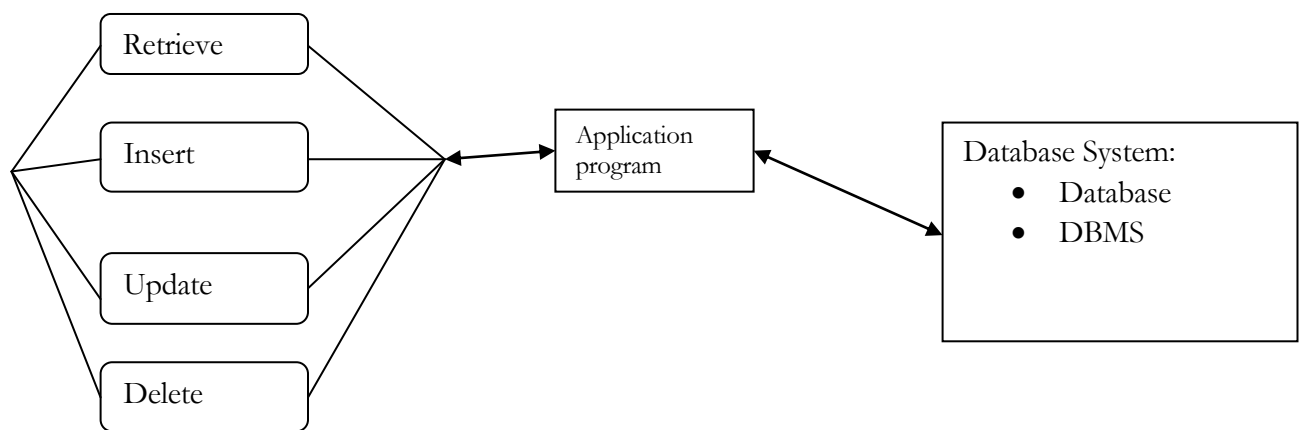 Retrieve
Insert
Update
Delete
Application
program
Database System:
• Database
• DBMS